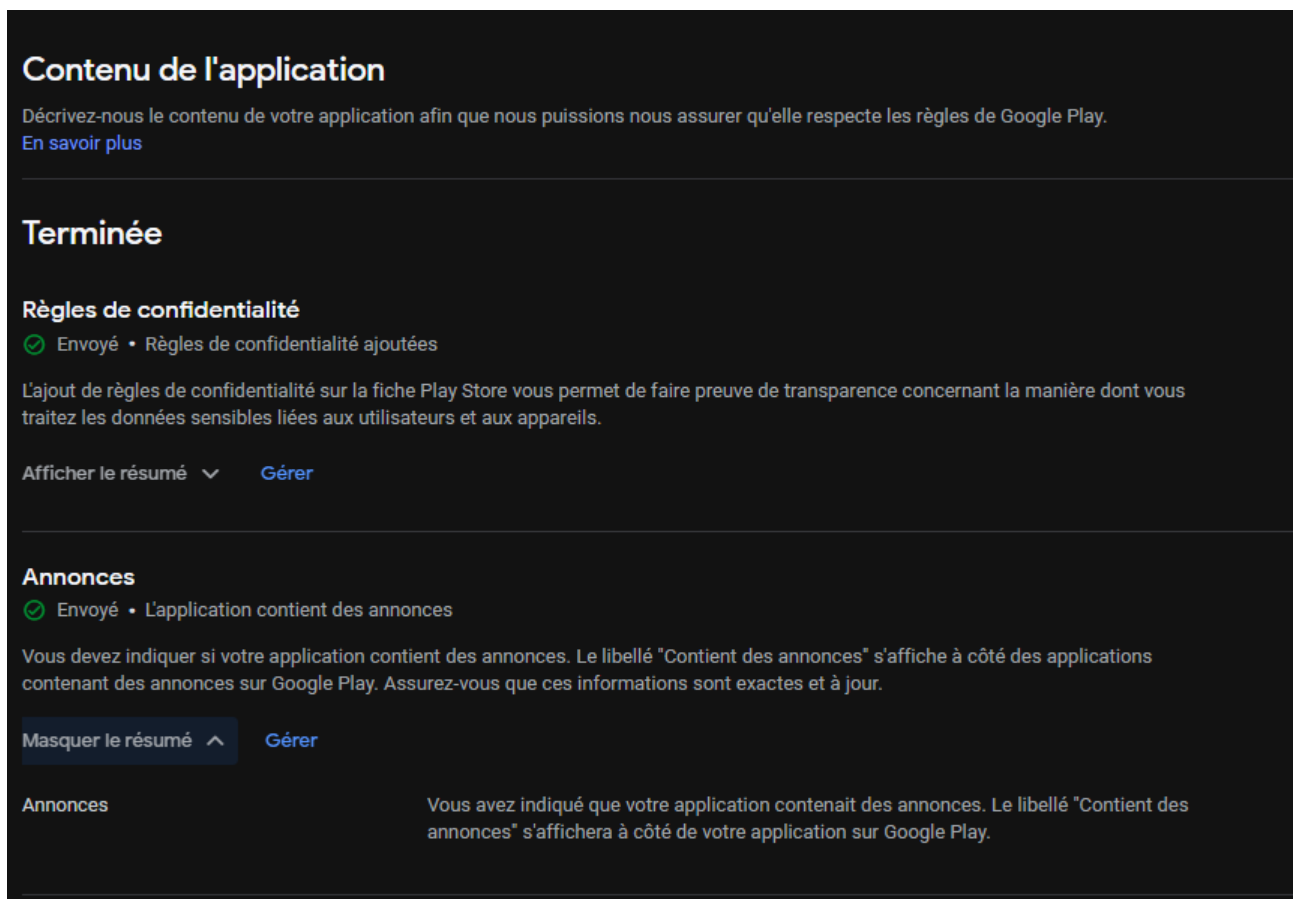 Contenu de l'application
Décrivez-nous le contenu de votre application afin que nous puissions nous assurer qu'elle respecte les règles de Google Play.
En savoir plus
Terminée
Règles de confidentialité
Envoyé • Règles de confidentialité ajoutées
L'ajout de règles de confidentialité sur la fiche Play Store vous permet de faire preuve de transparence concernant la manière dont vous
traitez les données sensibles liées aux utilisateurs et aux appareils.
Afficher le résumé Gérer
Annonces
Envoyé • L'application contient des annonces
Vous devez indiquer si votre application contient des annonces. Le libellé "Contient des annonces" s'affiche à côté des applications
contenant des annonces sur Google Play. Assurez-vous que ces informations sont exactes et à jour.
Masquer le résumé Gérer
Annonces Vous avez indiqué que votre application contenait des annonces. Le libellé "Contient des
annonces" s'affichera à côté de votre application sur Google Play.